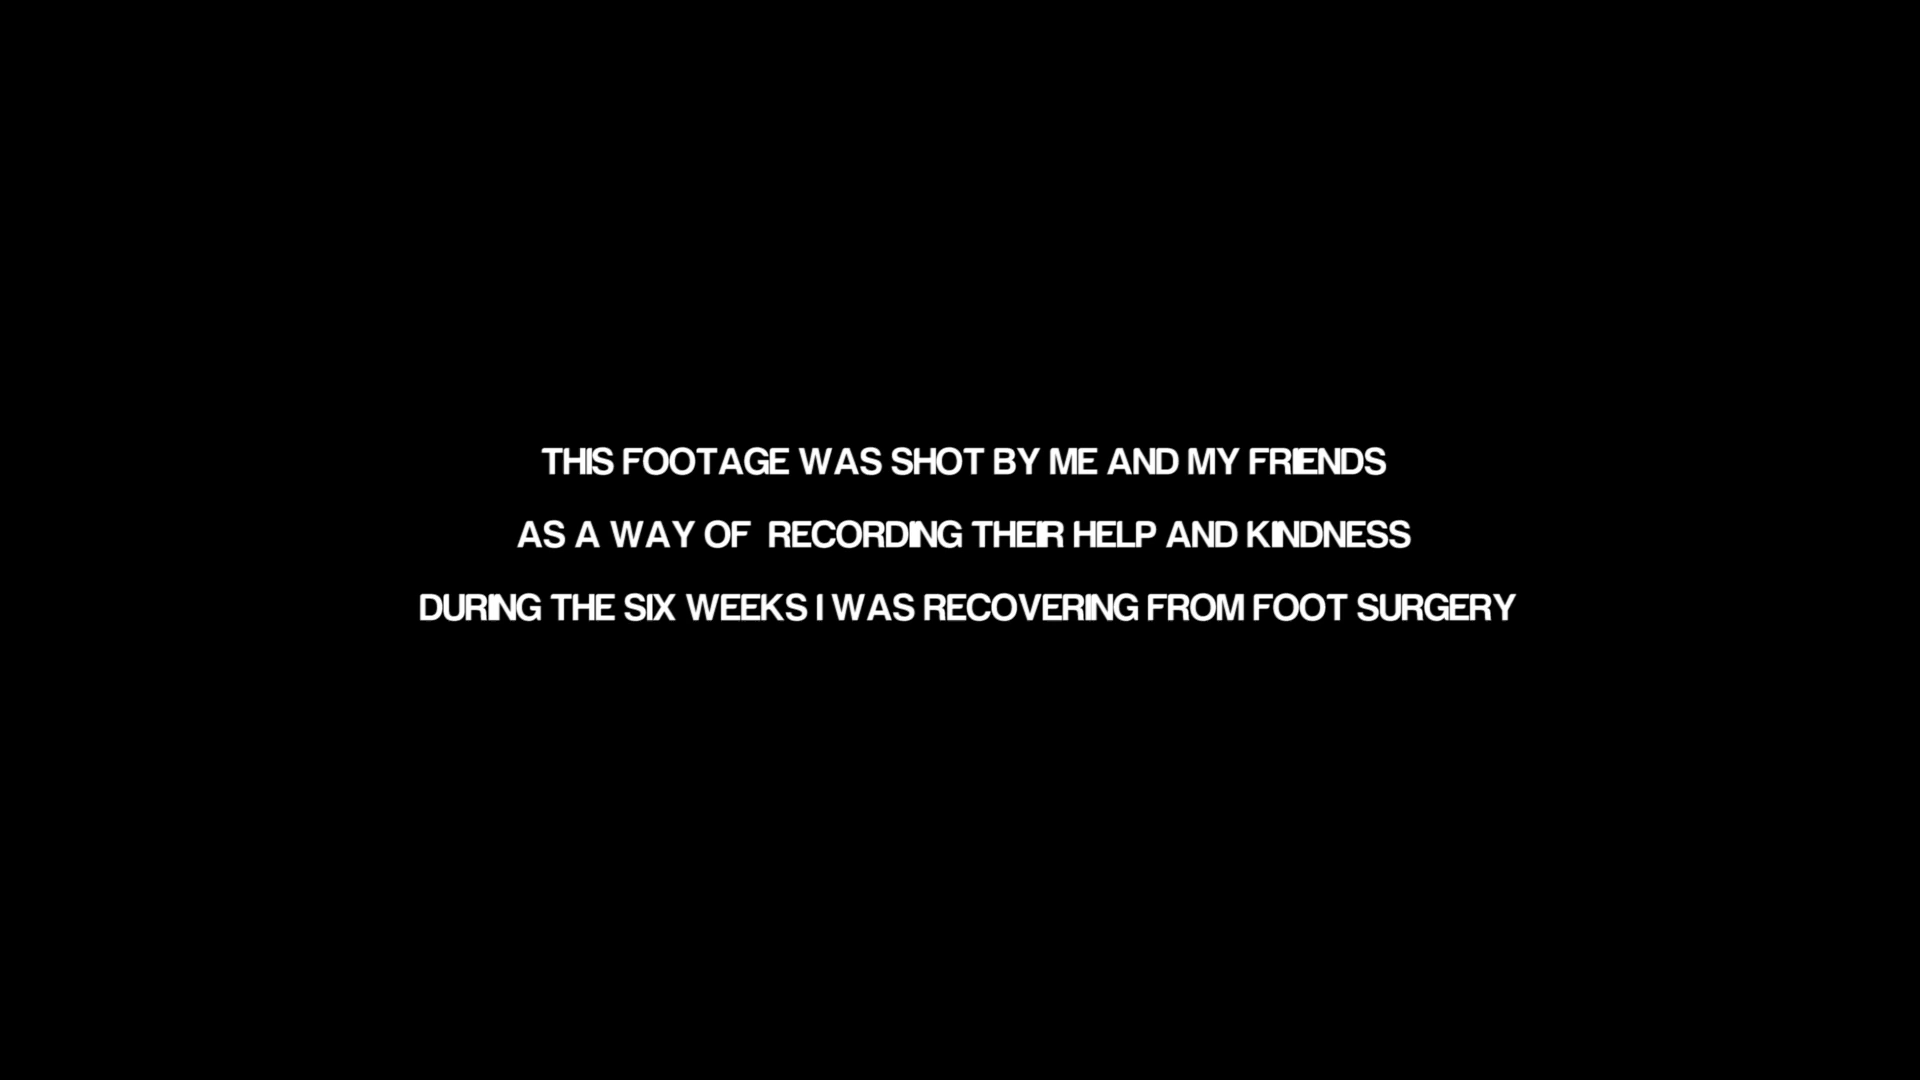 THIS FOOTAGE WAS SHOT BY ME AND MY FRIENDS
AS A WAY OF  RECORDING THEIR HELP AND KINDNESS
DURING THE SIX WEEKS I WAS RECOVERING FROM FOOT SURGERY